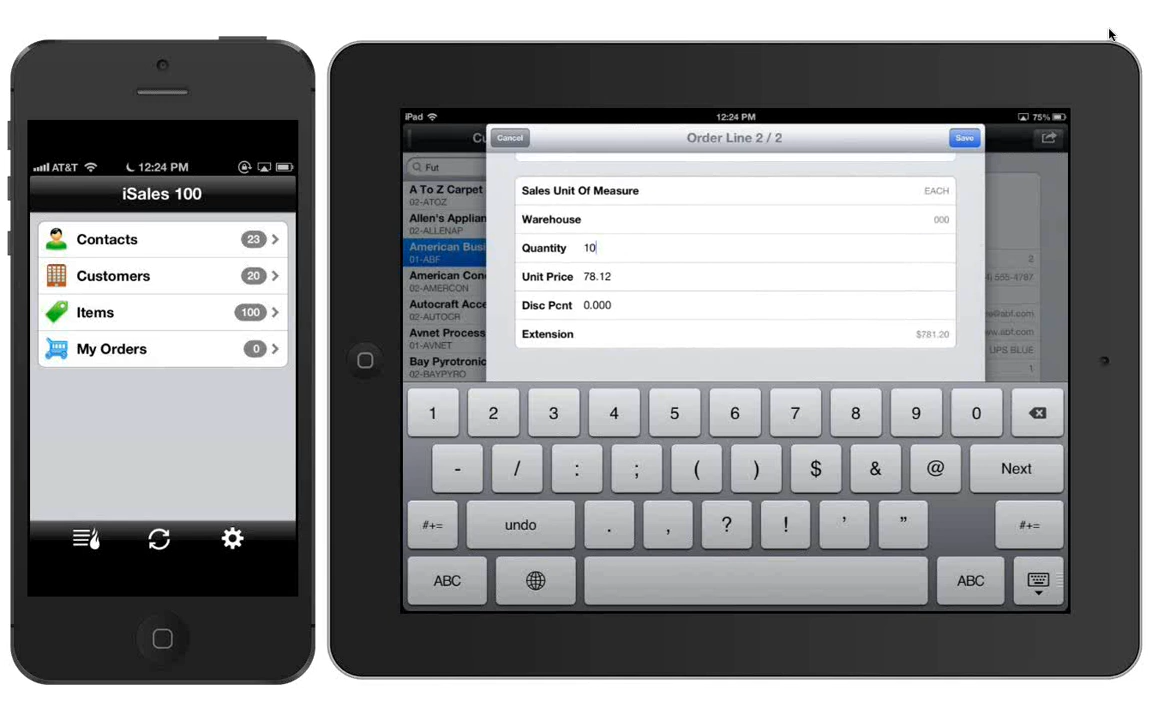 AT&T 12:24 PM
iSales 100
Contacts 23
Customers 20
Items 100
My Orders 0
iPad 12:24 PM 75%
Cu Cancel Order Line 2 / 2 Save
Fut
A To Z Carpet
02-ATOZ
Allen's Applian
02-ALLENAP
American Busi
01-ABF
American Con
02-AMERCON
Autocraft Acce
02-AUTOCR
Avnet Process
01-AVNET
Bay Pyrotronic
02-BAYPYRO
Sales Unit Of Measure EACH
Warehouse 000
Quantity 10
Unit Price 78.12
Disc Pcnt 0.000
Extension $781.20
2
4) 555-4787
e@abf.com
ww.abf.com
UPS BLUE
1
1 2 3 4 5 6 7 8 9 0
- / : ; ( ) $ & @ Next
#+= undo . , ? ! ’ ” #+=
ABC ABC